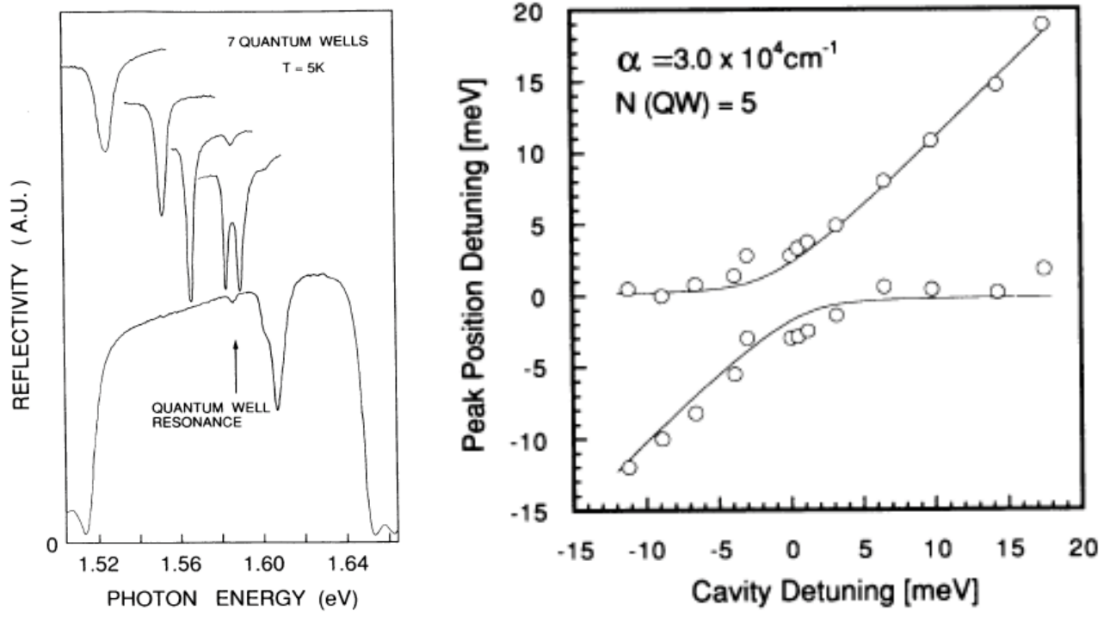 7 QUANTUM WELLS
T = 5K
REFLECTIVITY (A.U.)
QUANTUM WELL
RESONANCE
0
1.52 1.56 1.60 1.64
PHOTON ENERGY (eV)
α =3.0 x 10⁴cm⁻¹
N (QW) = 5
Peak Position Detuning [meV]
20
15
10
5
0
-5
-10
-15
-15 -10 -5 0 5 10 15 20
Cavity Detuning [meV]